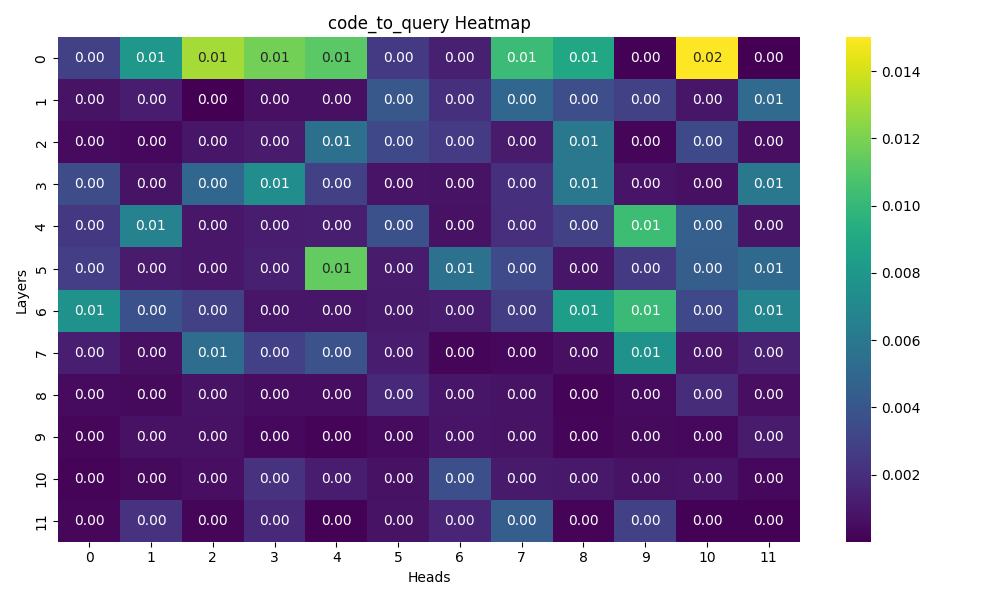 code_to_query Heatmap
0 0.00 0.01 0.01 0.01 0.01 0.00 0.00 0.01 0.01 0.00 0.02 0.00
1 0.00 0.00 0.00 0.00 0.00 0.00 0.00 0.00 0.00 0.00 0.00 0.01
2 0.00 0.00 0.00 0.00 0.01 0.00 0.00 0.00 0.01 0.00 0.00 0.00
3 0.00 0.00 0.00 0.01 0.00 0.00 0.00 0.00 0.01 0.00 0.00 0.01
4 0.00 0.01 0.00 0.00 0.00 0.00 0.00 0.00 0.00 0.01 0.00 0.00
5 0.00 0.00 0.00 0.00 0.01 0.00 0.01 0.00 0.00 0.00 0.00 0.01
6 0.01 0.00 0.00 0.00 0.00 0.00 0.00 0.00 0.01 0.01 0.00 0.01
7 0.00 0.00 0.01 0.00 0.00 0.00 0.00 0.00 0.00 0.01 0.00 0.00
8 0.00 0.00 0.00 0.00 0.00 0.00 0.00 0.00 0.00 0.00 0.00 0.00
9 0.00 0.00 0.00 0.00 0.00 0.00 0.00 0.00 0.00 0.00 0.00 0.00
10 0.00 0.00 0.00 0.00 0.00 0.00 0.00 0.00 0.00 0.00 0.00 0.00
11 0.00 0.00 0.00 0.00 0.00 0.00 0.00 0.00 0.00 0.00 0.00 0.00
0 1 2 3 4 5 6 7 8 9 10 11
Heads
Layers
0.014
0.012
0.010
0.008
0.006
0.004
0.002